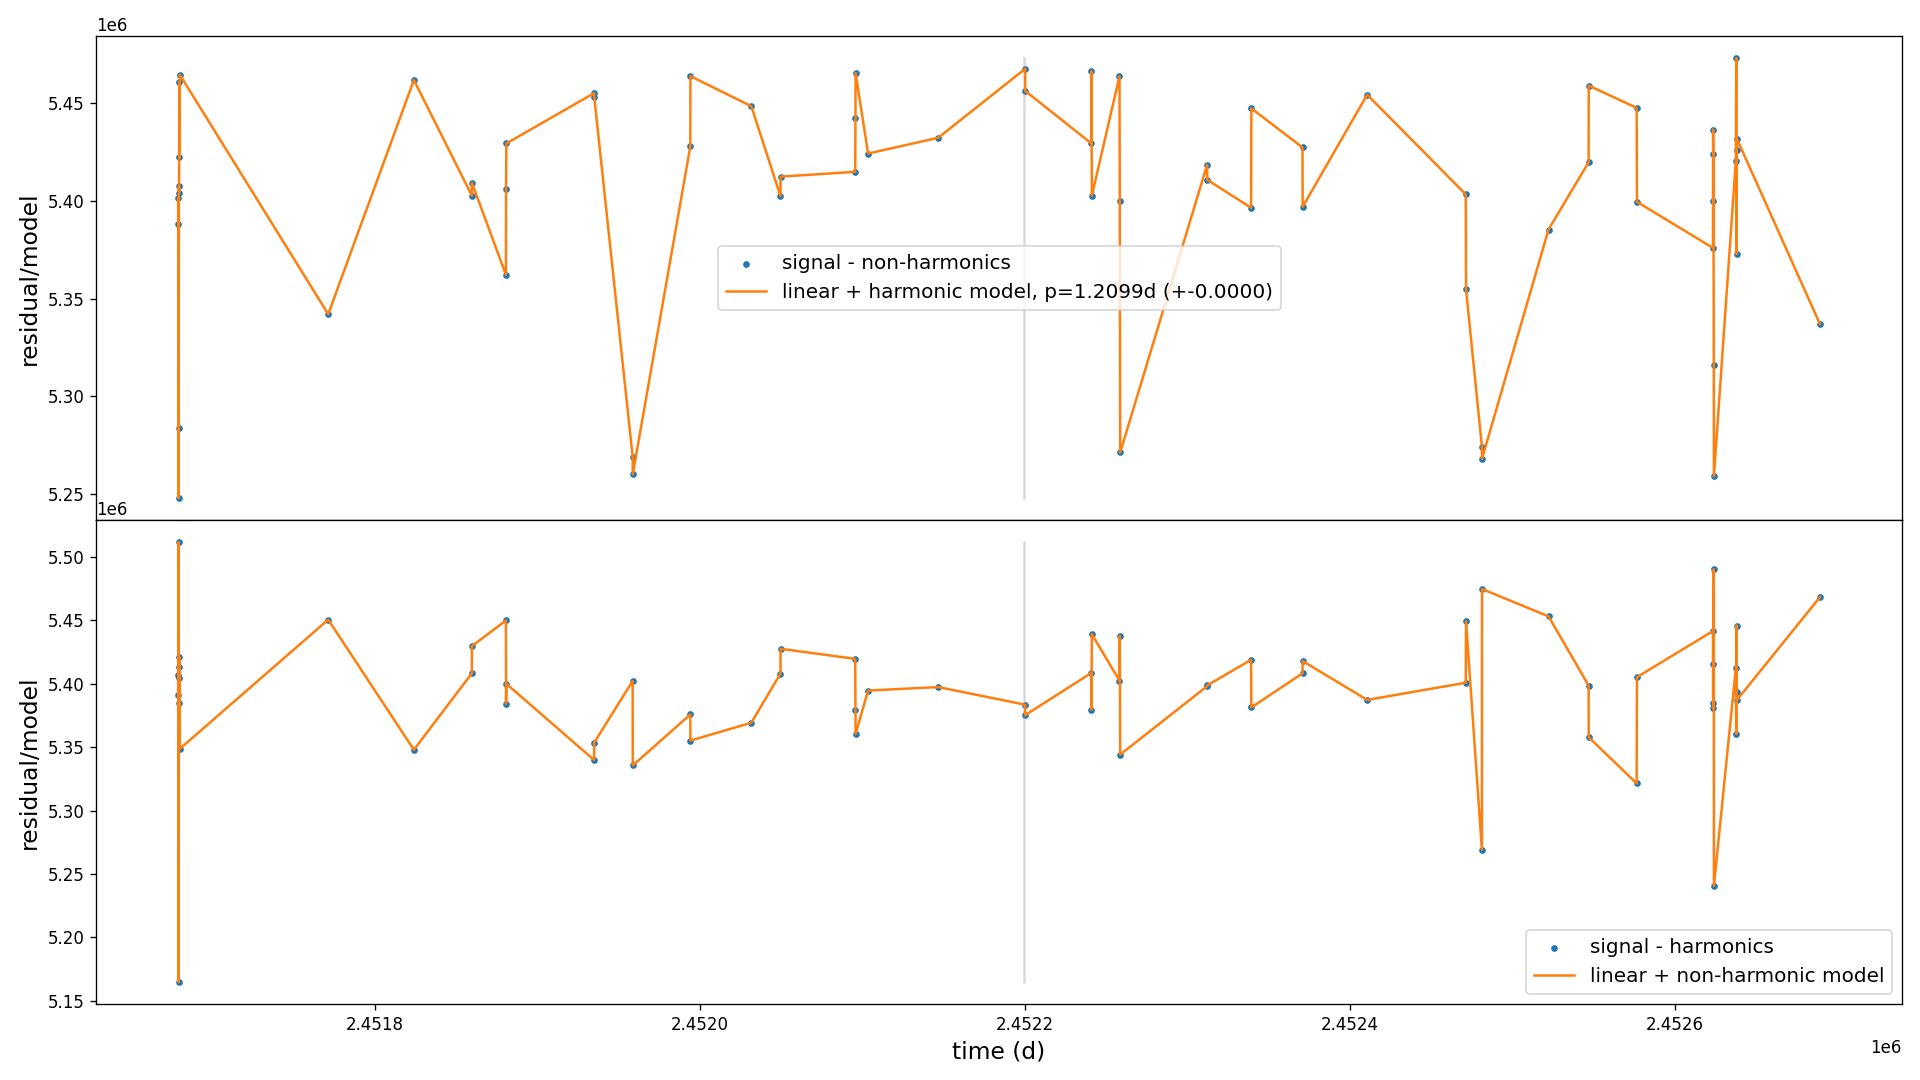 1e6
5.45
5.40
5.35
5.30
5.25
residual/model
signal - non-harmonics
linear + harmonic model, p=1.2099d (+-0.0000)
1e6
5.50
5.45
5.40
5.35
5.30
5.25
5.20
5.15
residual/model
signal - harmonics
linear + non-harmonic model
2.4518
2.4520
2.4522
2.4524
2.4526
time (d)
1e6